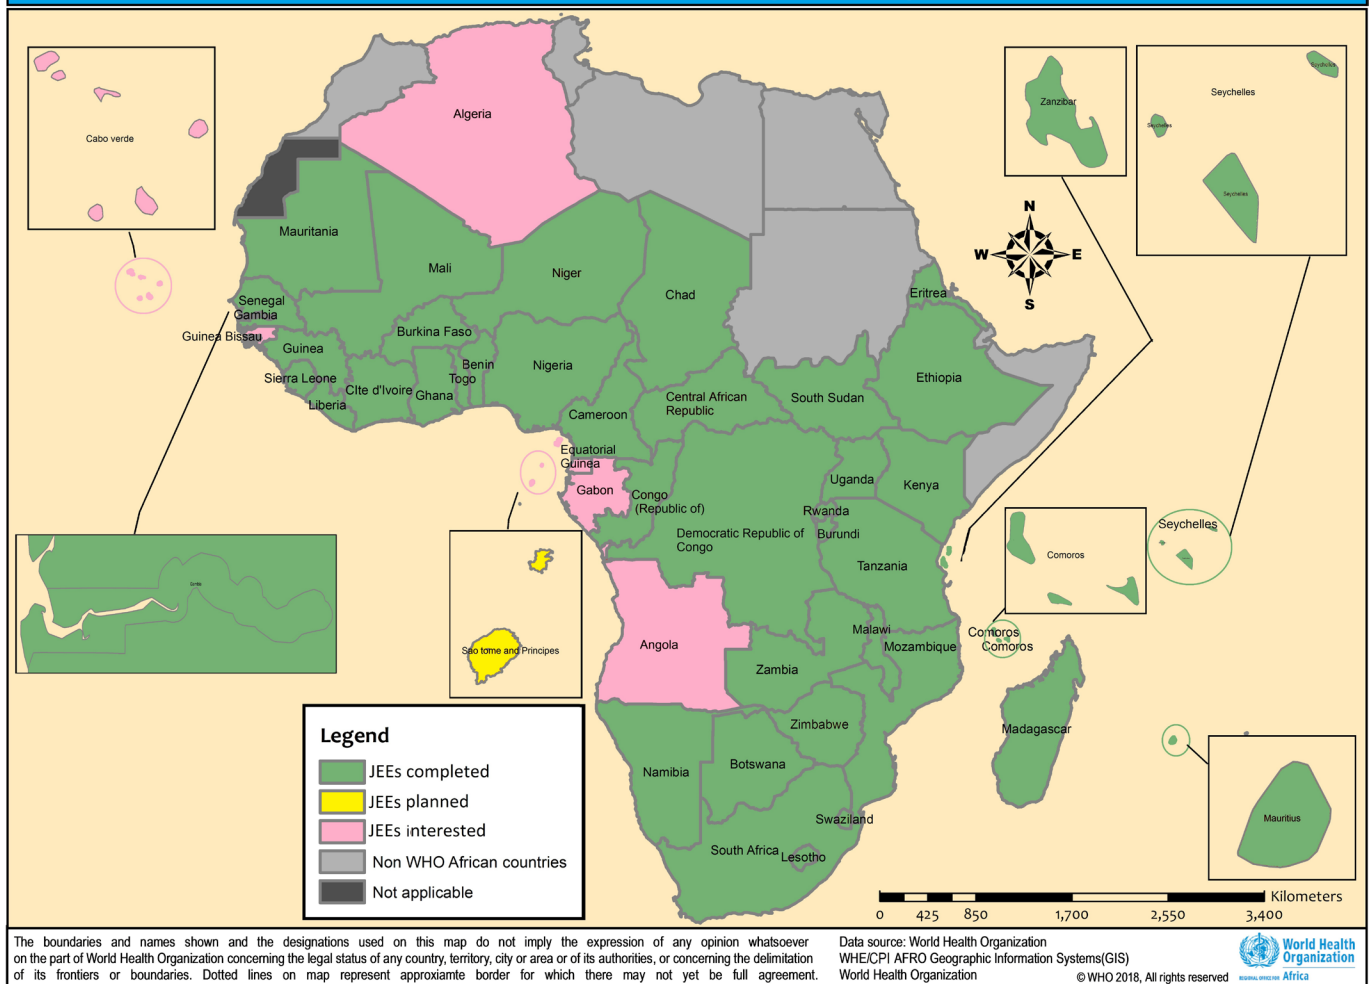 Algeria
Cabo verde
Zanzibar
Seychelles
Seychelles
Seychelles
Seychelles
N
W
E
S
Mauritania
Mali
Niger
Chad
Eritrea
Senegal
Gambia
Guinea Bissau
Guinea
Burkina Faso
Benin
Togo
Nigeria
Sierra Leone
CIte d'Ivoire
Ghana
Liberia
Ethiopia
Central African
Republic
South Sudan
Cameroon
Equatorial
Guinea
Gabon
Congo
(Republic of)
Uganda
Kenya
Rwanda
Burundi
Democratic Republic of
Congo
Tanzania
Seychelles
Comoros
Comoros
Comoros
Sao tome and Principes
Angola
Malawi
Mozambique
Zambia
Zimbabwe
Madagascar
Namibia
Botswana
Swaziland
South Africa
Lesotho
Mauritius
Legend
JEEs completed
JEEs planned
JEEs interested
Non WHO African countries
Not applicable
Kilometers
0 425 850 1,700 2,550 3,400
The boundaries and names shown and the designations used on this map do not imply the expression of any opinion whatsoever
on the part of World Health Organization concerning the legal status of any country, territory, city or area or of its authorities, or concerning the delimitation
of its frontiers or boundaries. Dotted lines on map represent approxiamte border for which there may not yet be full agreement.
Data source: World Health Organization
WHE/CPI AFRO Geographic Information Systems(GIS)
World Health Organization
© WHO 2018, All rights reserved
World Health
Organization
REGIONAL OFFICE FOR Africa